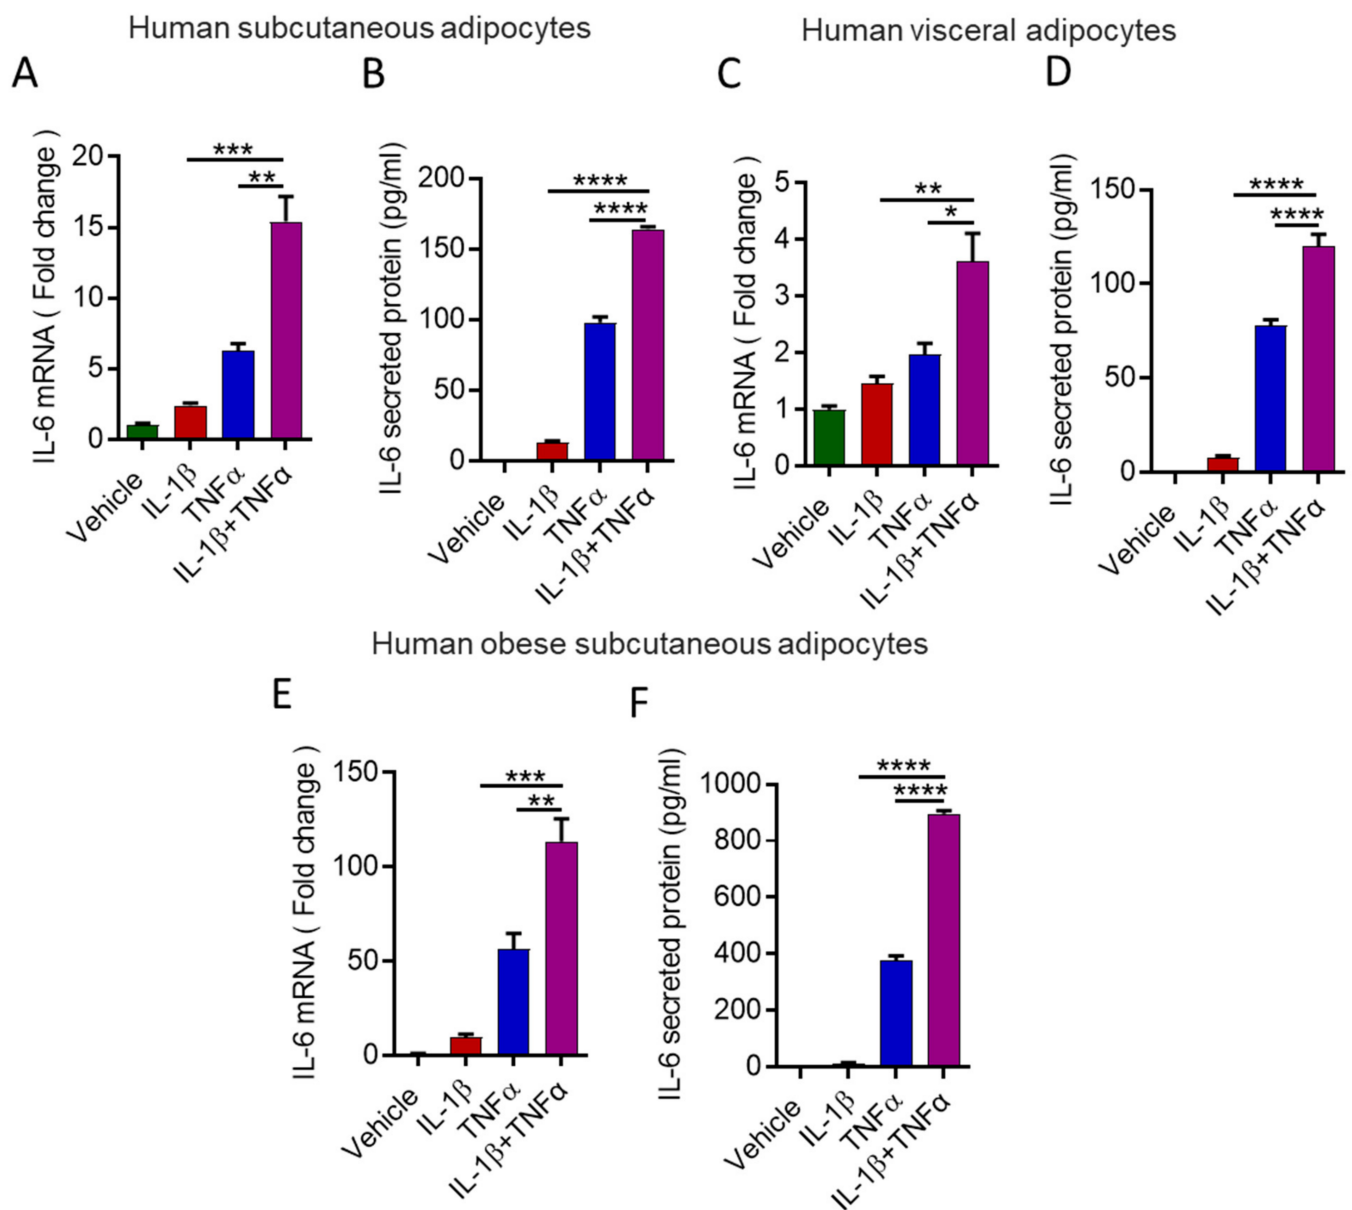 Human subcutaneous adipocytes
Human visceral adipocytes
A
B
C
D
IL-6 mRNA ( Fold change )
20
15
10
5
0
***
**
Vehicle
IL-1β
TNFα
IL-1β+TNFα
IL-6 secreted protein (pg/ml)
200
150
100
50
0
****
****
Vehicle
IL-1β
TNFα
IL-1β+TNFα
IL-6 mRNA ( Fold change )
5
4
3
2
1
0
**
*
Vehicle
IL-1β
TNFα
IL-1β+TNFα
IL-6 secreted protein (pg/ml)
150
100
50
0
****
****
Vehicle
IL-1β
TNFα
IL-1β+TNFα
Human obese subcutaneous adipocytes
E
F
IL-6 mRNA ( Fold change )
150
100
50
0
***
**
Vehicle
IL-1β
TNFα
IL-1β+TNFα
IL-6 secreted protein (pg/ml)
1000
800
600
400
200
0
****
****
Vehicle
IL-1β
TNFα
IL-1β+TNFα